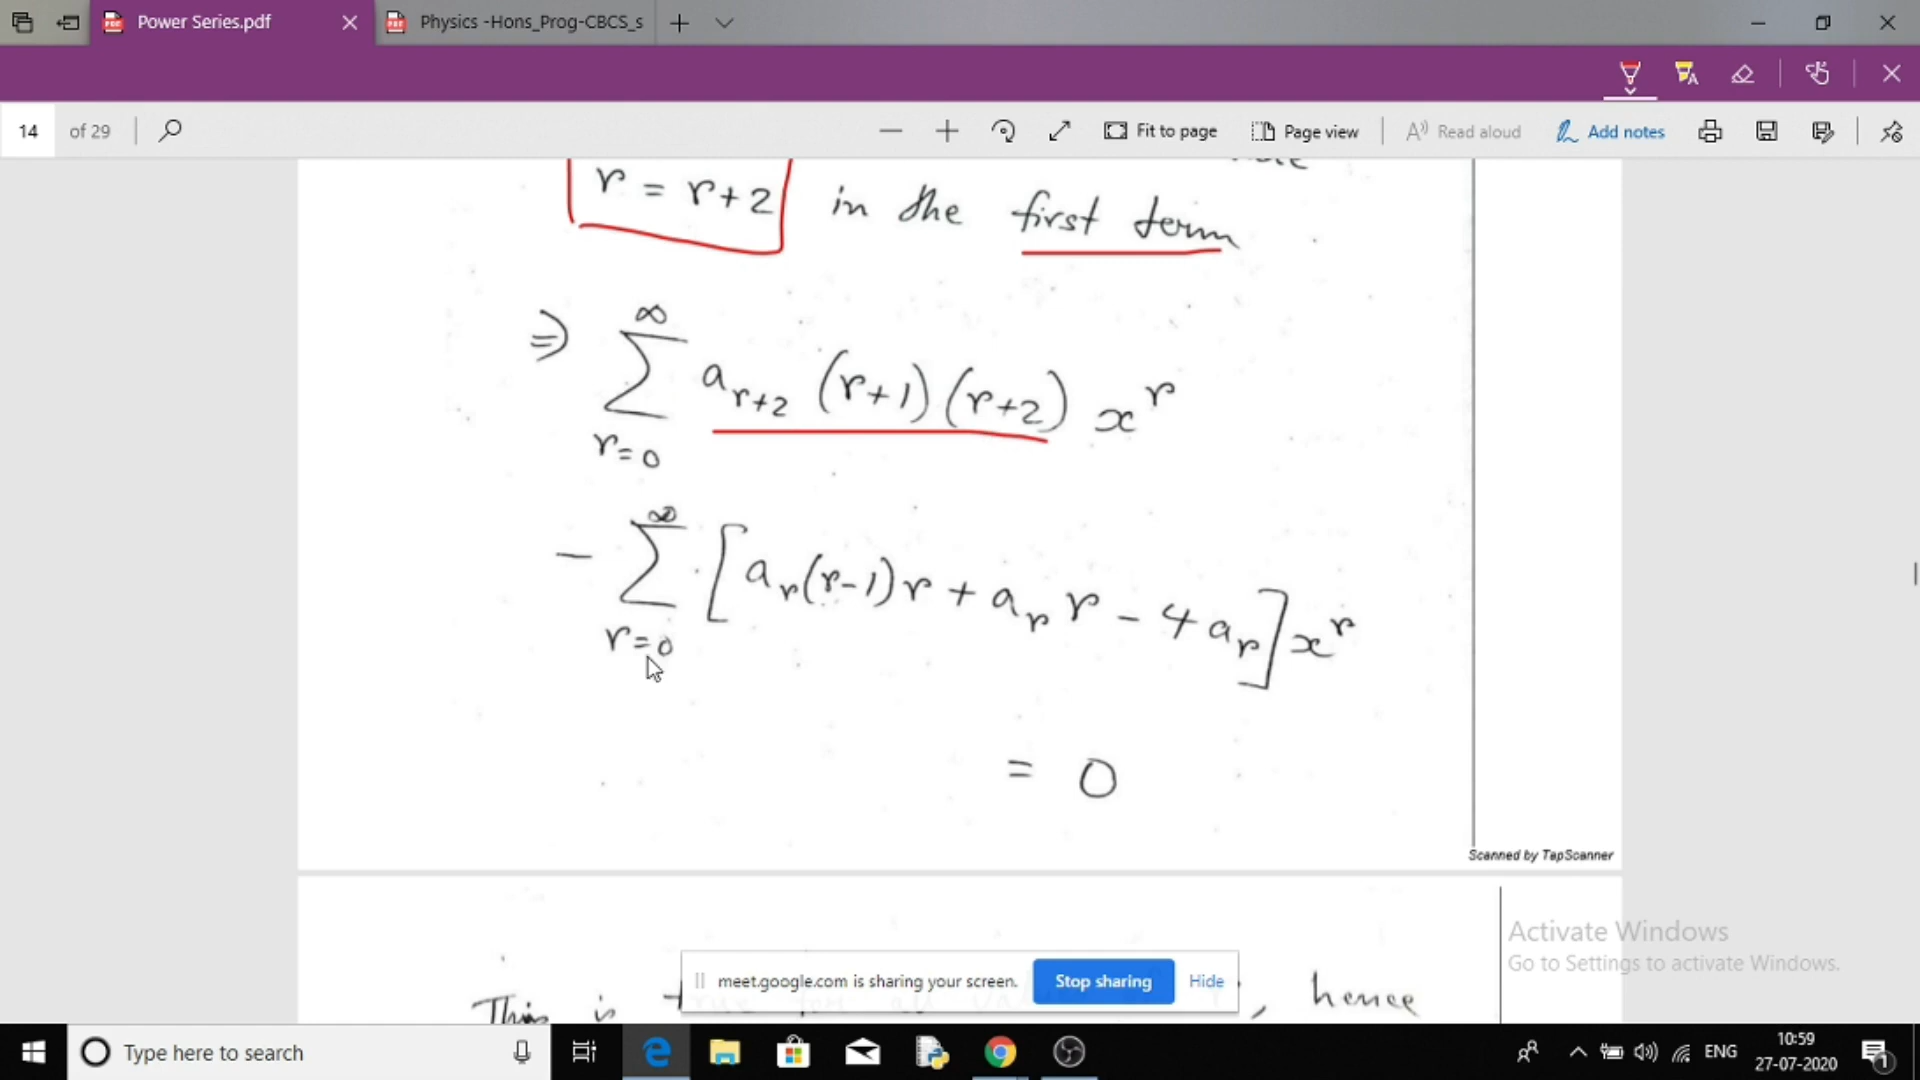 Power Series.pdf
Physics -Hons_Prog-CBCS_s
14 of 29
Fit to page
Page view
Read aloud
Add notes
r = r+2 in the first term
⇒ ∑_{r=0}^{∞} a_{r+2} (r+1) (r+2) x^r
- ∑_{r=0}^{∞} [a_r(r-1)r + a_r r - 4a_r] x^r
= 0
Scanned by TapScanner
Activate Windows
Go to Settings to activate Windows.
meet.google.com is sharing your screen.
Stop sharing
Hide
This is , hence
Type here to search
ENG
10:59
27-07-2020
1